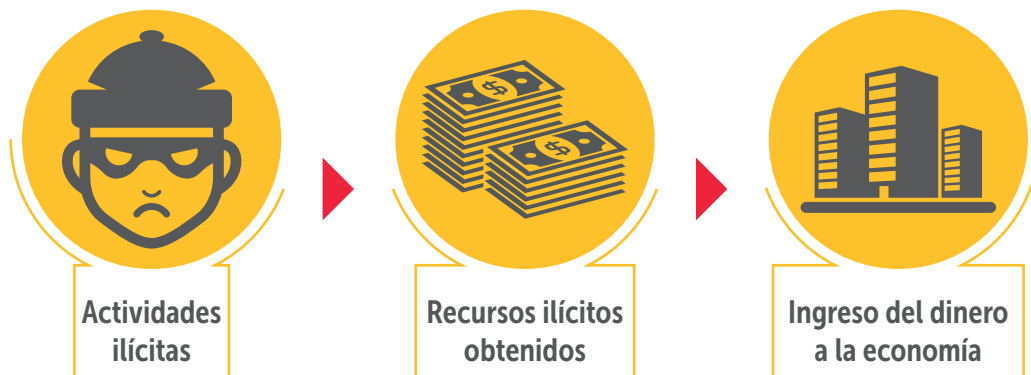 Actividades
ilícitas
Recursos ilícitos
obtenidos
Ingreso del dinero
a la economía